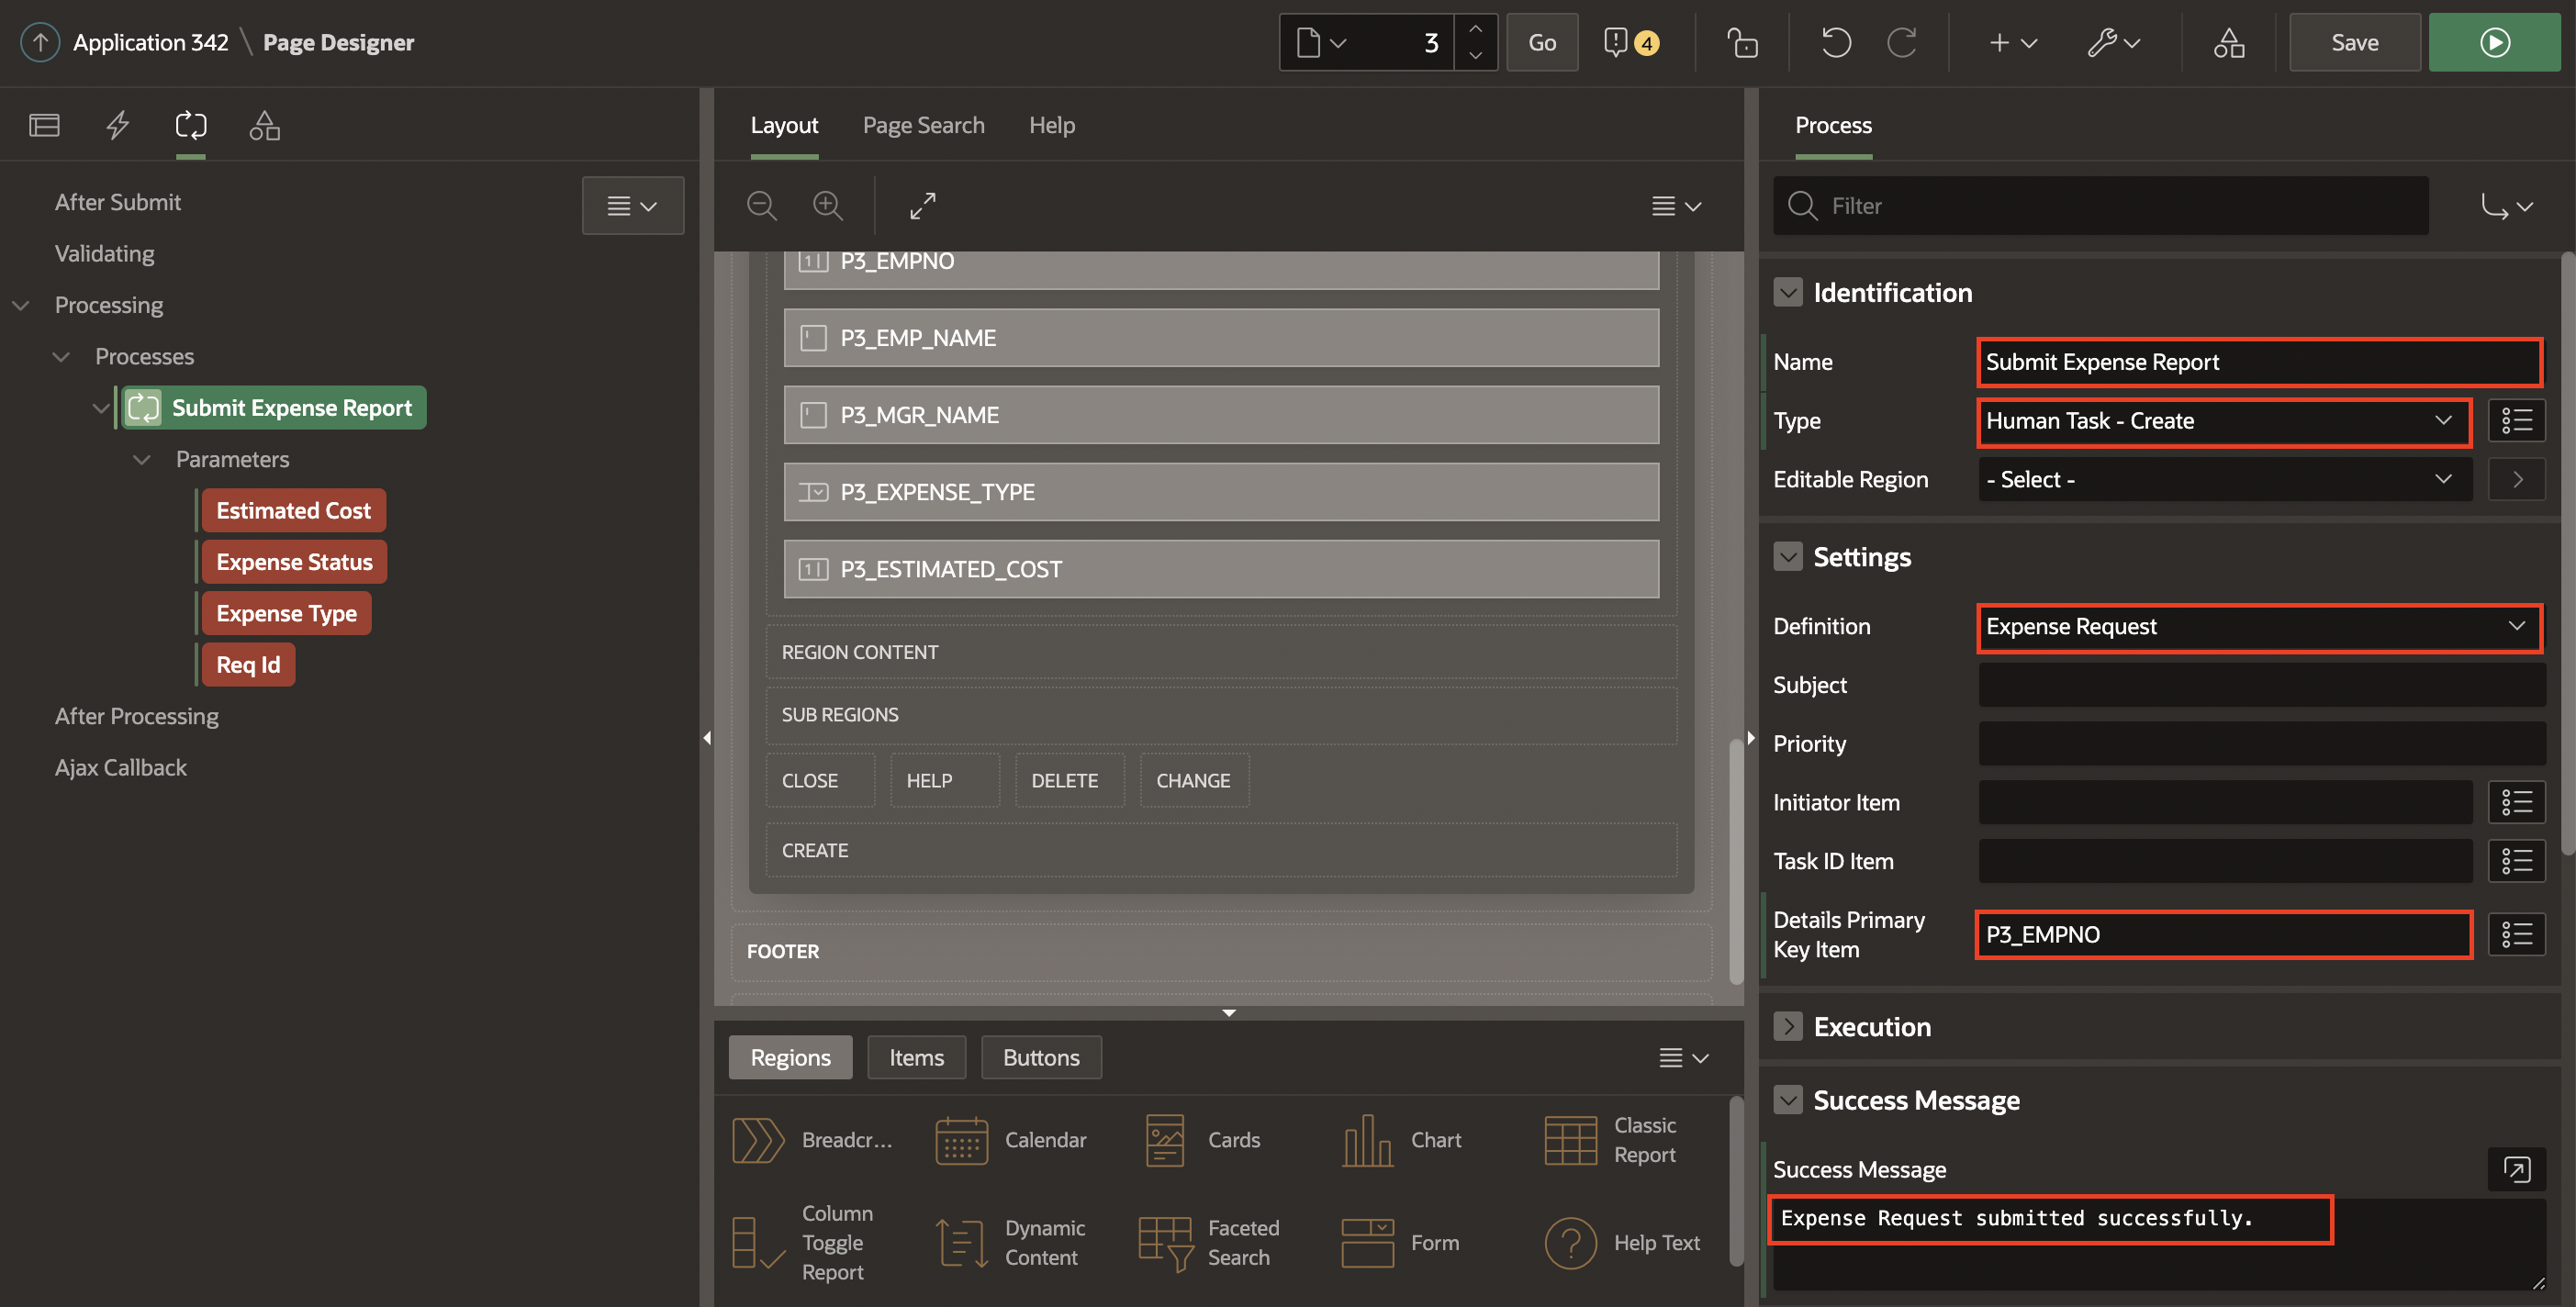 Application 342 \ Page Designer
3
Go
4
Save
After Submit
Validating
Processing
Processes
Submit Expense Report
Parameters
Estimated Cost
Expense Status
Expense Type
Req Id
After Processing
Ajax Callback
Layout
Page Search
Help
P3_EMPNO
P3_EMP_NAME
P3_MGR_NAME
P3_EXPENSE_TYPE
P3_ESTIMATED_COST
REGION CONTENT
SUB REGIONS
CLOSE
HELP
DELETE
CHANGE
CREATE
FOOTER
Regions
Items
Buttons
Breadcr...
Calendar
Cards
Chart
Classic
Report
Column
Toggle
Report
Dynamic
Content
Faceted
Search
Form
Help Text
Process
Filter
Identification
Name
Submit Expense Report
Type
Human Task - Create
Editable Region
- Select -
Settings
Definition
Expense Request
Subject
Priority
Initiator Item
Task ID Item
Details Primary
Key Item
P3_EMPNO
Execution
Success Message
Success Message
Expense Request submitted successfully.